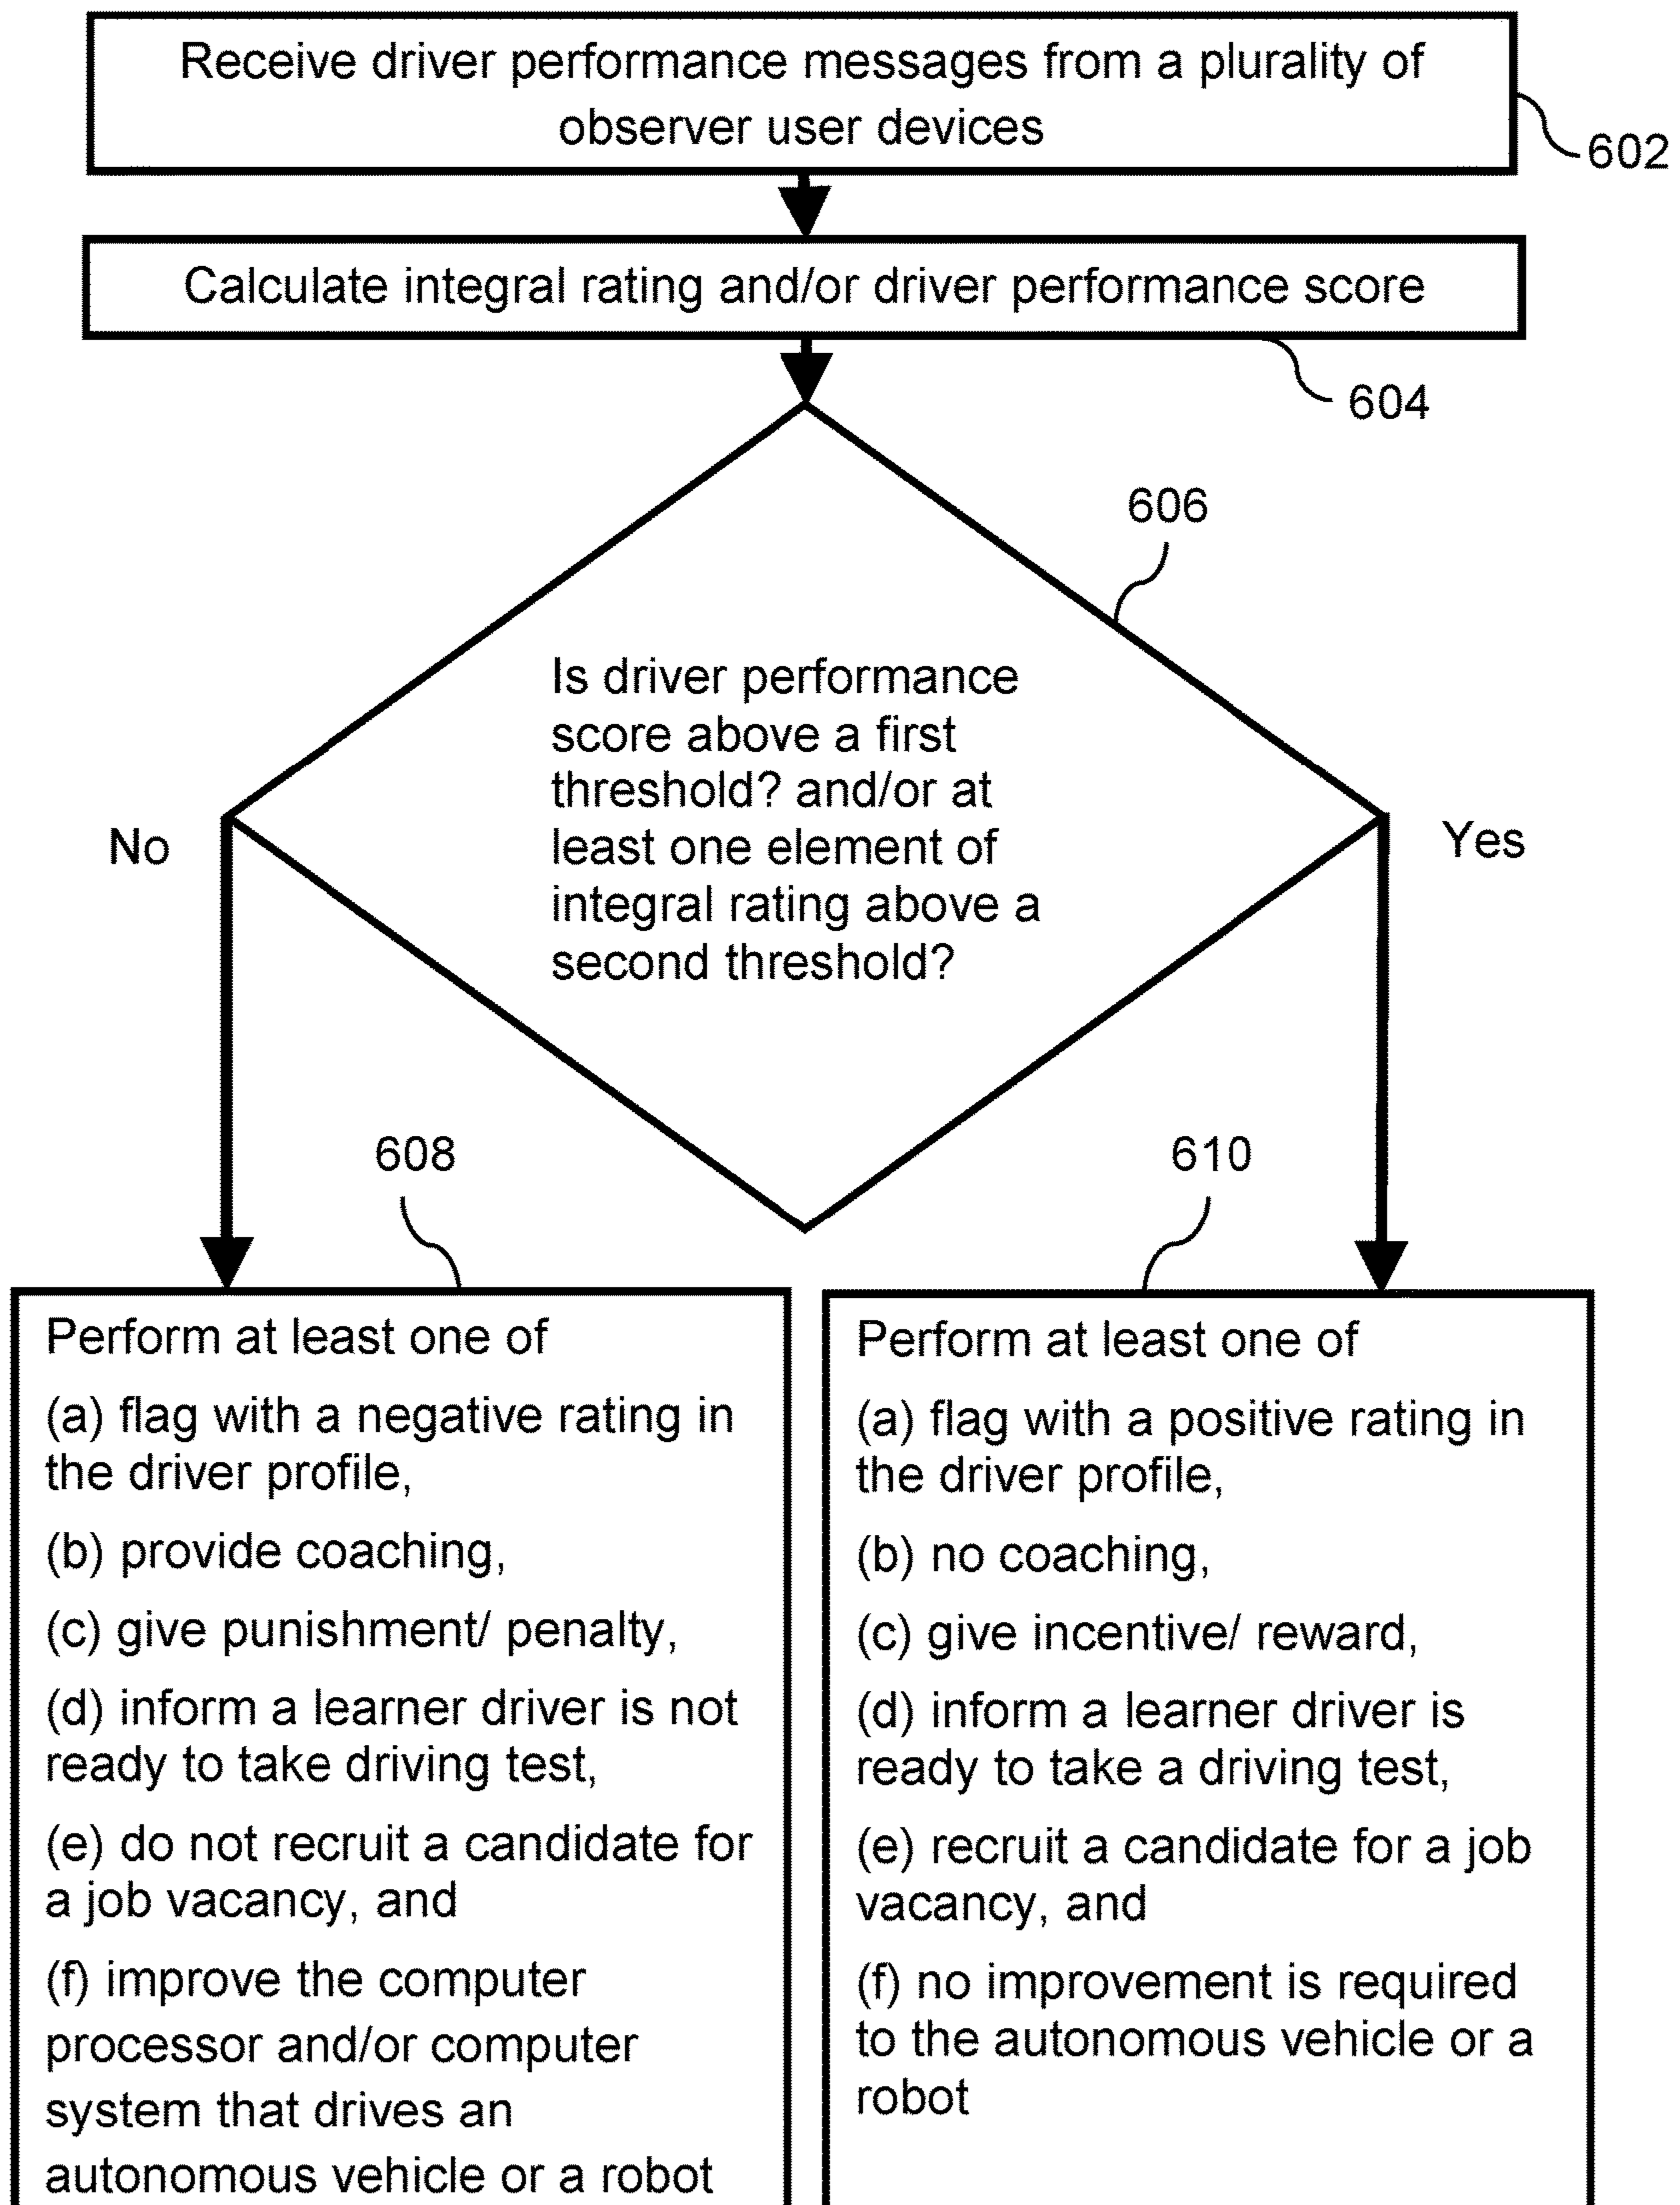 Receive driver performance messages from a plurality of
observer user devices
602
Calculate integral rating and/or driver performance score
604
606
Is driver performance
score above a first
threshold? and/or at
least one element of
integral rating above a
second threshold?
No
Yes
608
610
Perform at least one of
(a) flag with a negative rating in
the driver profile,
(b) provide coaching,
(c) give punishment/ penalty,
(d) inform a learner driver is not
ready to take driving test,
(e) do not recruit a candidate for
a job vacancy, and
(f) improve the computer
processor and/or computer
system that drives an
autonomous vehicle or a robot
Perform at least one of
(a) flag with a positive rating in
the driver profile,
(b) no coaching,
(c) give incentive/ reward,
(d) inform a learner driver is
ready to take a driving test,
(e) recruit a candidate for a job
vacancy, and
(f) no improvement is required
to the autonomous vehicle or a
robot